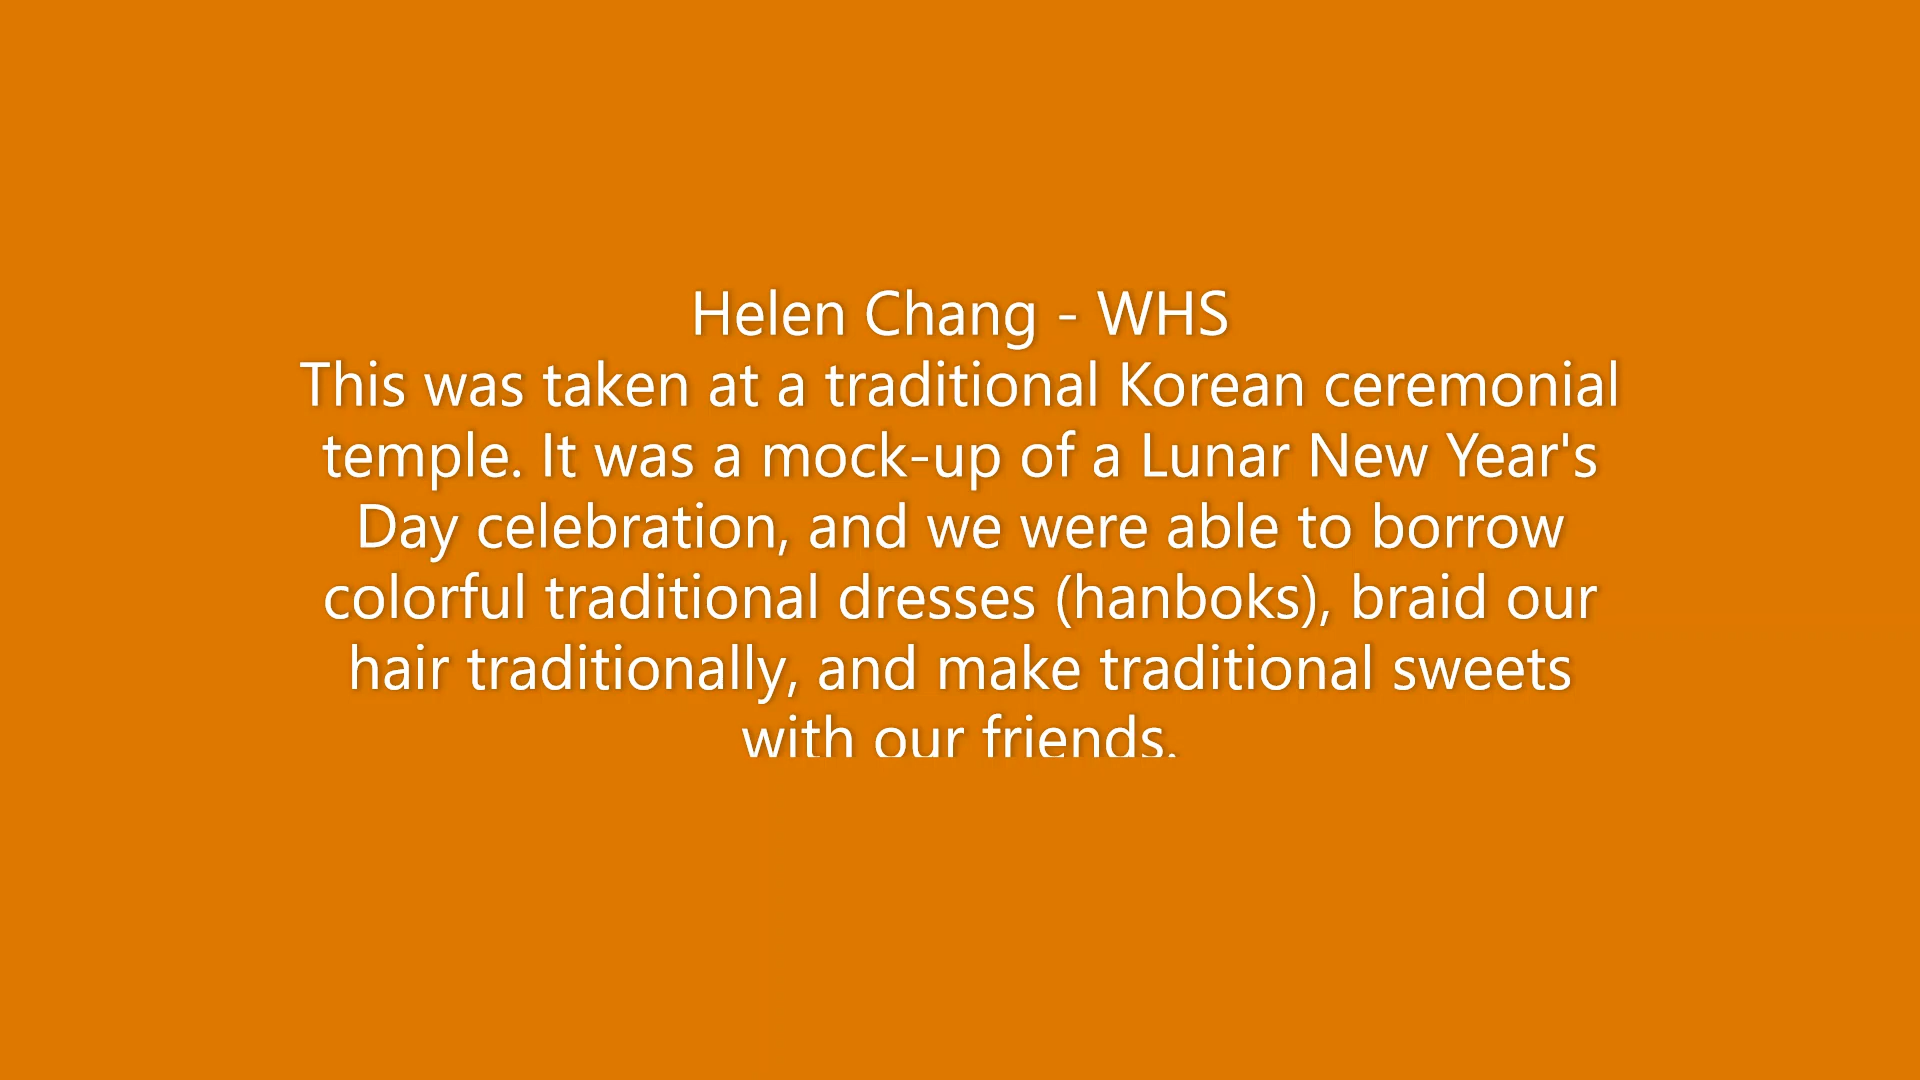 Helen Chang - WHS
This was taken at a traditional Korean ceremonial
temple. It was a mock-up of a Lunar New Year's
Day celebration, and we were able to borrow
colorful traditional dresses (hanboks), braid our
hair traditionally, and make traditional sweets
with our friends.